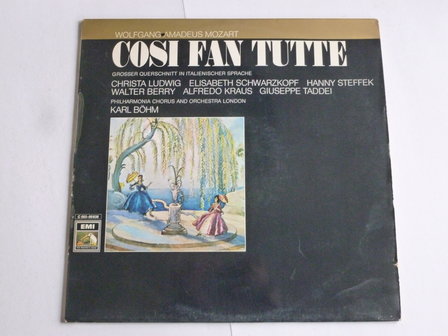 WOLFGANG AMADEUS MOZART
COSI FAN TUTTE
GROSSER QUERSCHNITT IN ITALIENISCHER SPRACHE
CHRISTA LUDWIG ELISABETH SCHWARZKOPF HANNY STEFFEK
WALTER BERRY ALFREDO KRAUS GIUSEPPE TADDEI
PHILHARMONIA CHORUS AND ORCHESTRA LONDON
KARL BÖHM
EMI